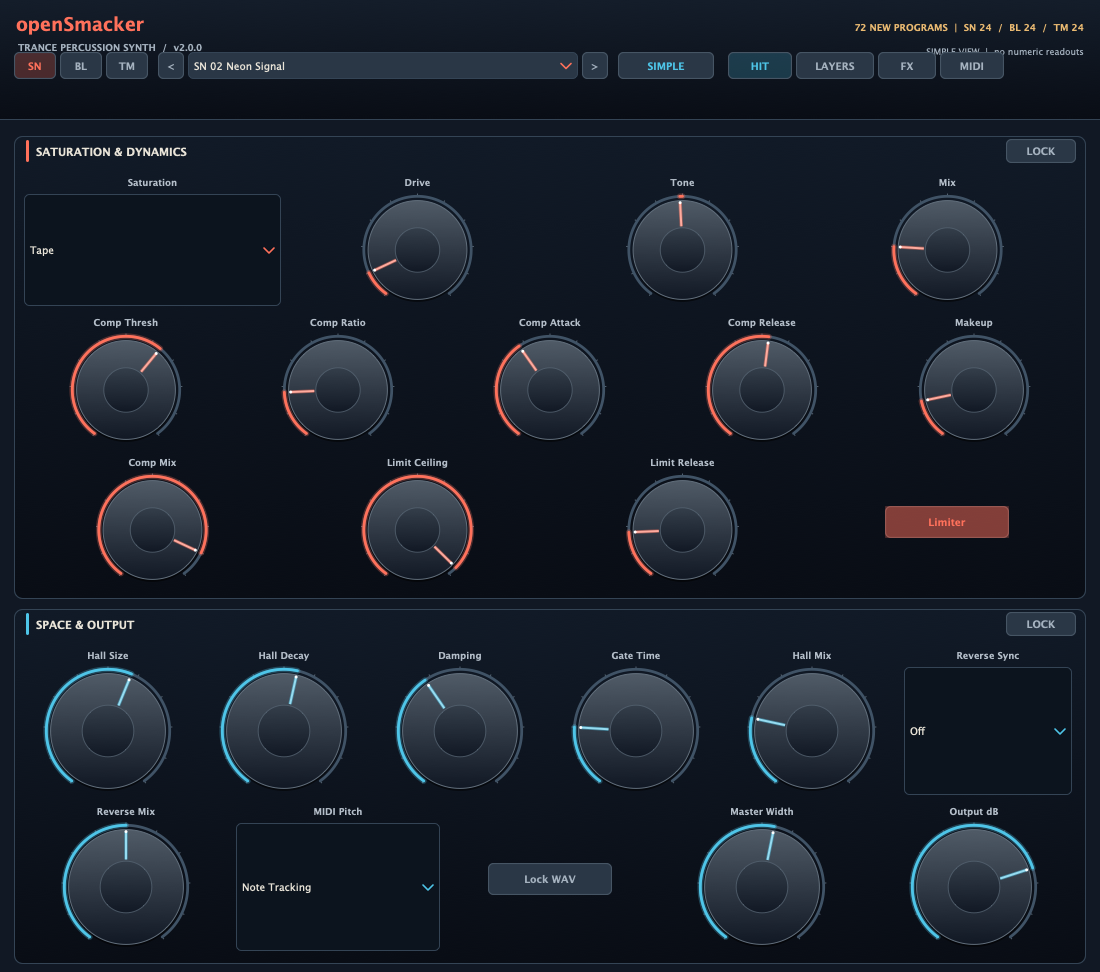 openSmacker
72 NEW PROGRAMS | SN 24 / BL 24 / TM 24
TRANCE PERCUSSION SYNTH / v2.0.0
SIMPLE VIEW | no numeric readouts
SN BL TM < SN 02 Neon Signal > SIMPLE HIT LAYERS FX MIDI
SATURATION & DYNAMICS LOCK
Saturation Drive Tone Mix
Tape
Comp Thresh Comp Ratio Comp Attack Comp Release Makeup
Comp Mix Limit Ceiling Limit Release
Limiter
SPACE & OUTPUT LOCK
Hall Size Hall Decay Damping Gate Time Hall Mix Reverse Sync
Off
Reverse Mix MIDI Pitch Master Width Output dB
Note Tracking Lock WAV